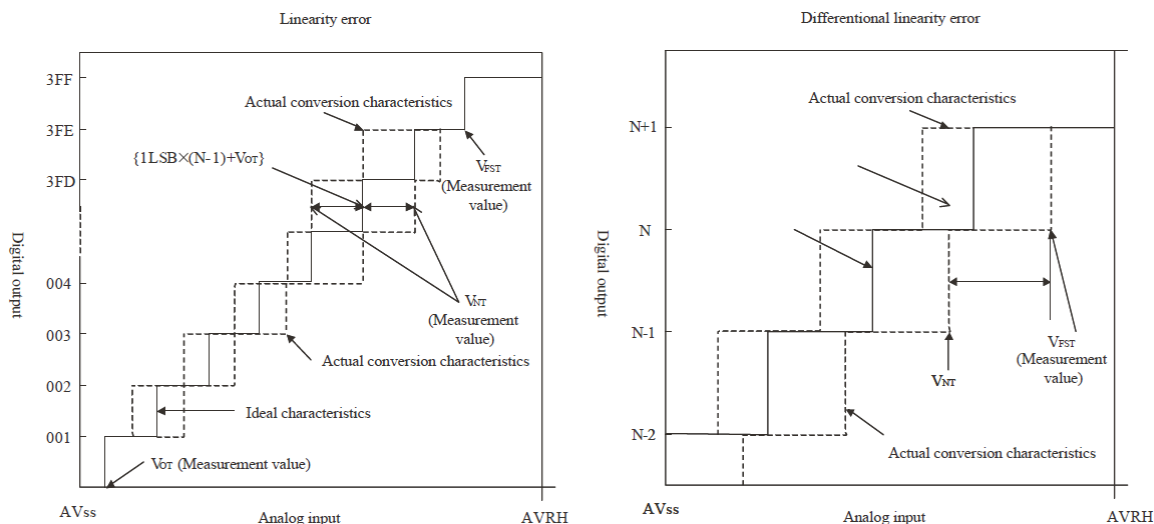 Linearity error
3FF
3FE
3FD
004
003
002
001
Digital output
Actual conversion characteristics
{1LSB×(N-1)+VOT}
VFST
(Measurement
value)
VNT
(Measurement
value)
Actual conversion characteristics
Ideal characteristics
VOT (Measurement value)
AVss
Analog input
AVRH
Differentional linearity error
N+1
N
N-1
N-2
Digital output
Actual conversion characteristics
VFST
(Measurement
value)
VNT
Actual conversion characteristics
AVss
Analog input
AVRH